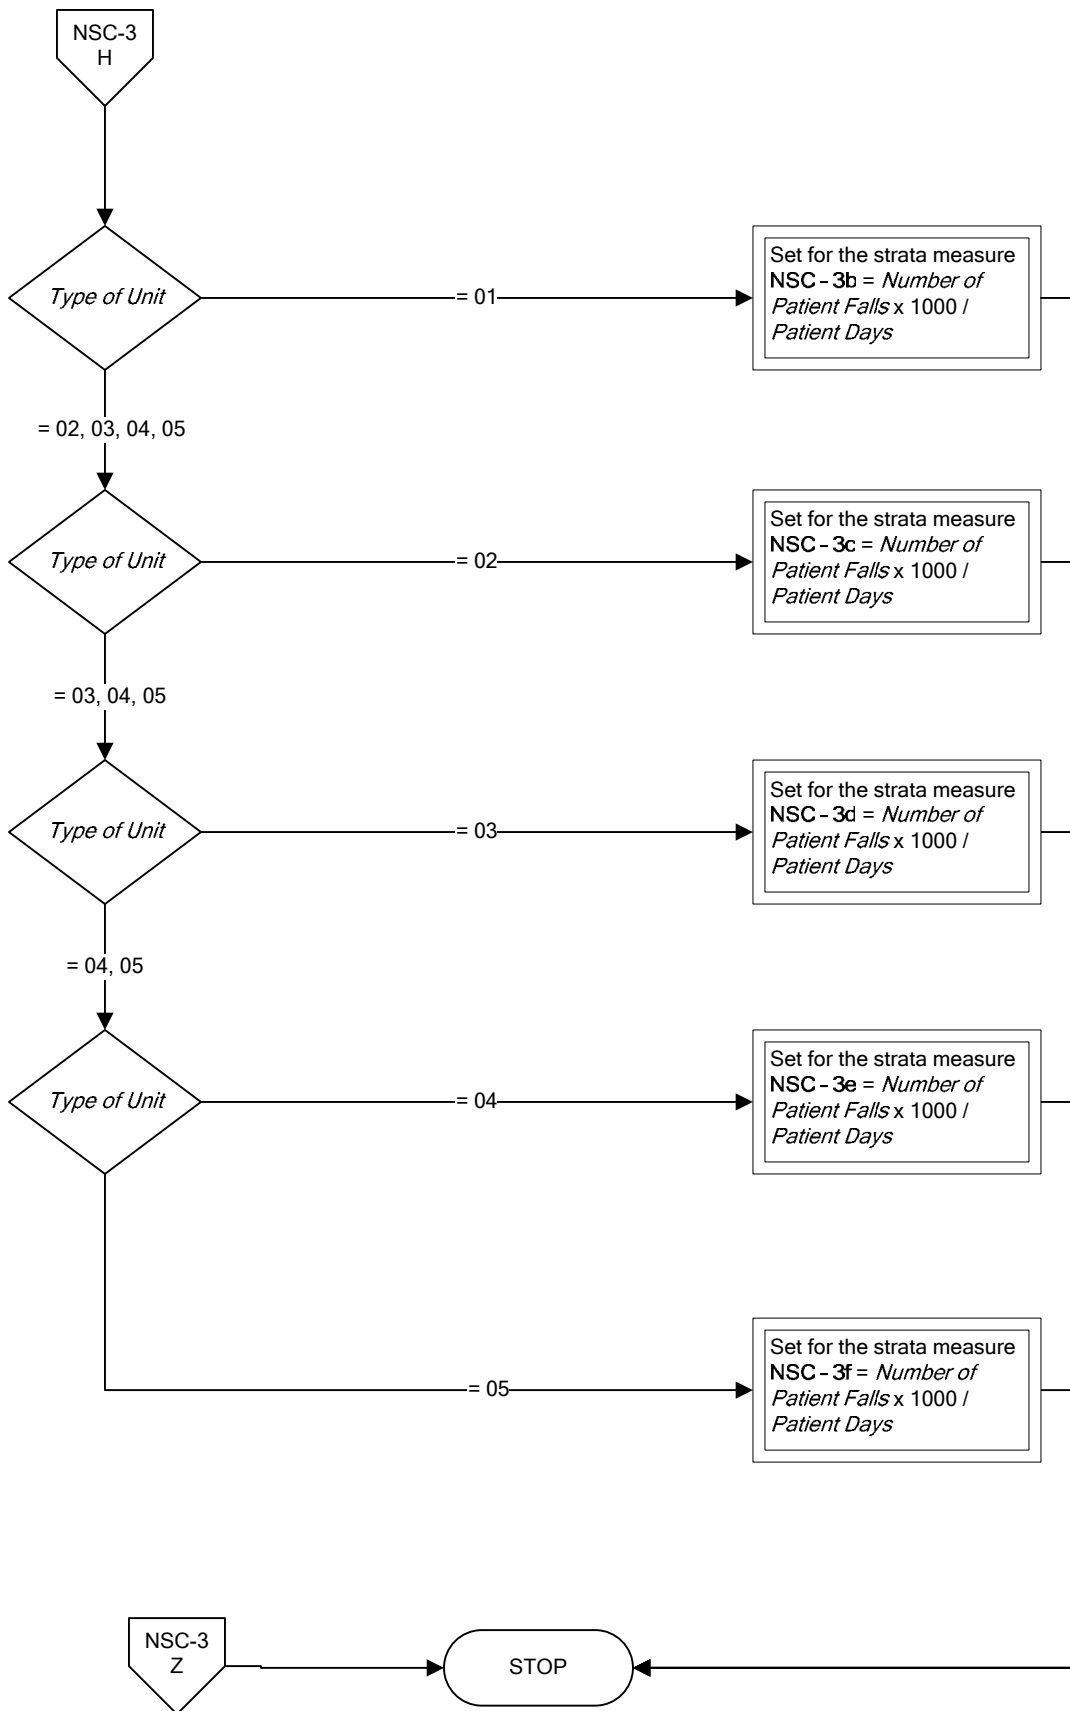 NSC-3
H
Type of Unit
= 01
Set for the strata measure
NSC-3b = Number of
Patient Falls x 1000 /
Patient Days
= 02, 03, 04, 05
Type of Unit
= 02
Set for the strata measure
NSC-3c = Number of
Patient Falls x 1000 /
Patient Days
= 03, 04, 05
Type of Unit
= 03
Set for the strata measure
NSC-3d = Number of
Patient Falls x 1000 /
Patient Days
= 04, 05
Type of Unit
= 04
Set for the strata measure
NSC-3e = Number of
Patient Falls x 1000 /
Patient Days
= 05
Set for the strata measure
NSC-3f = Number of
Patient Falls x 1000 /
Patient Days
NSC-3
Z
STOP